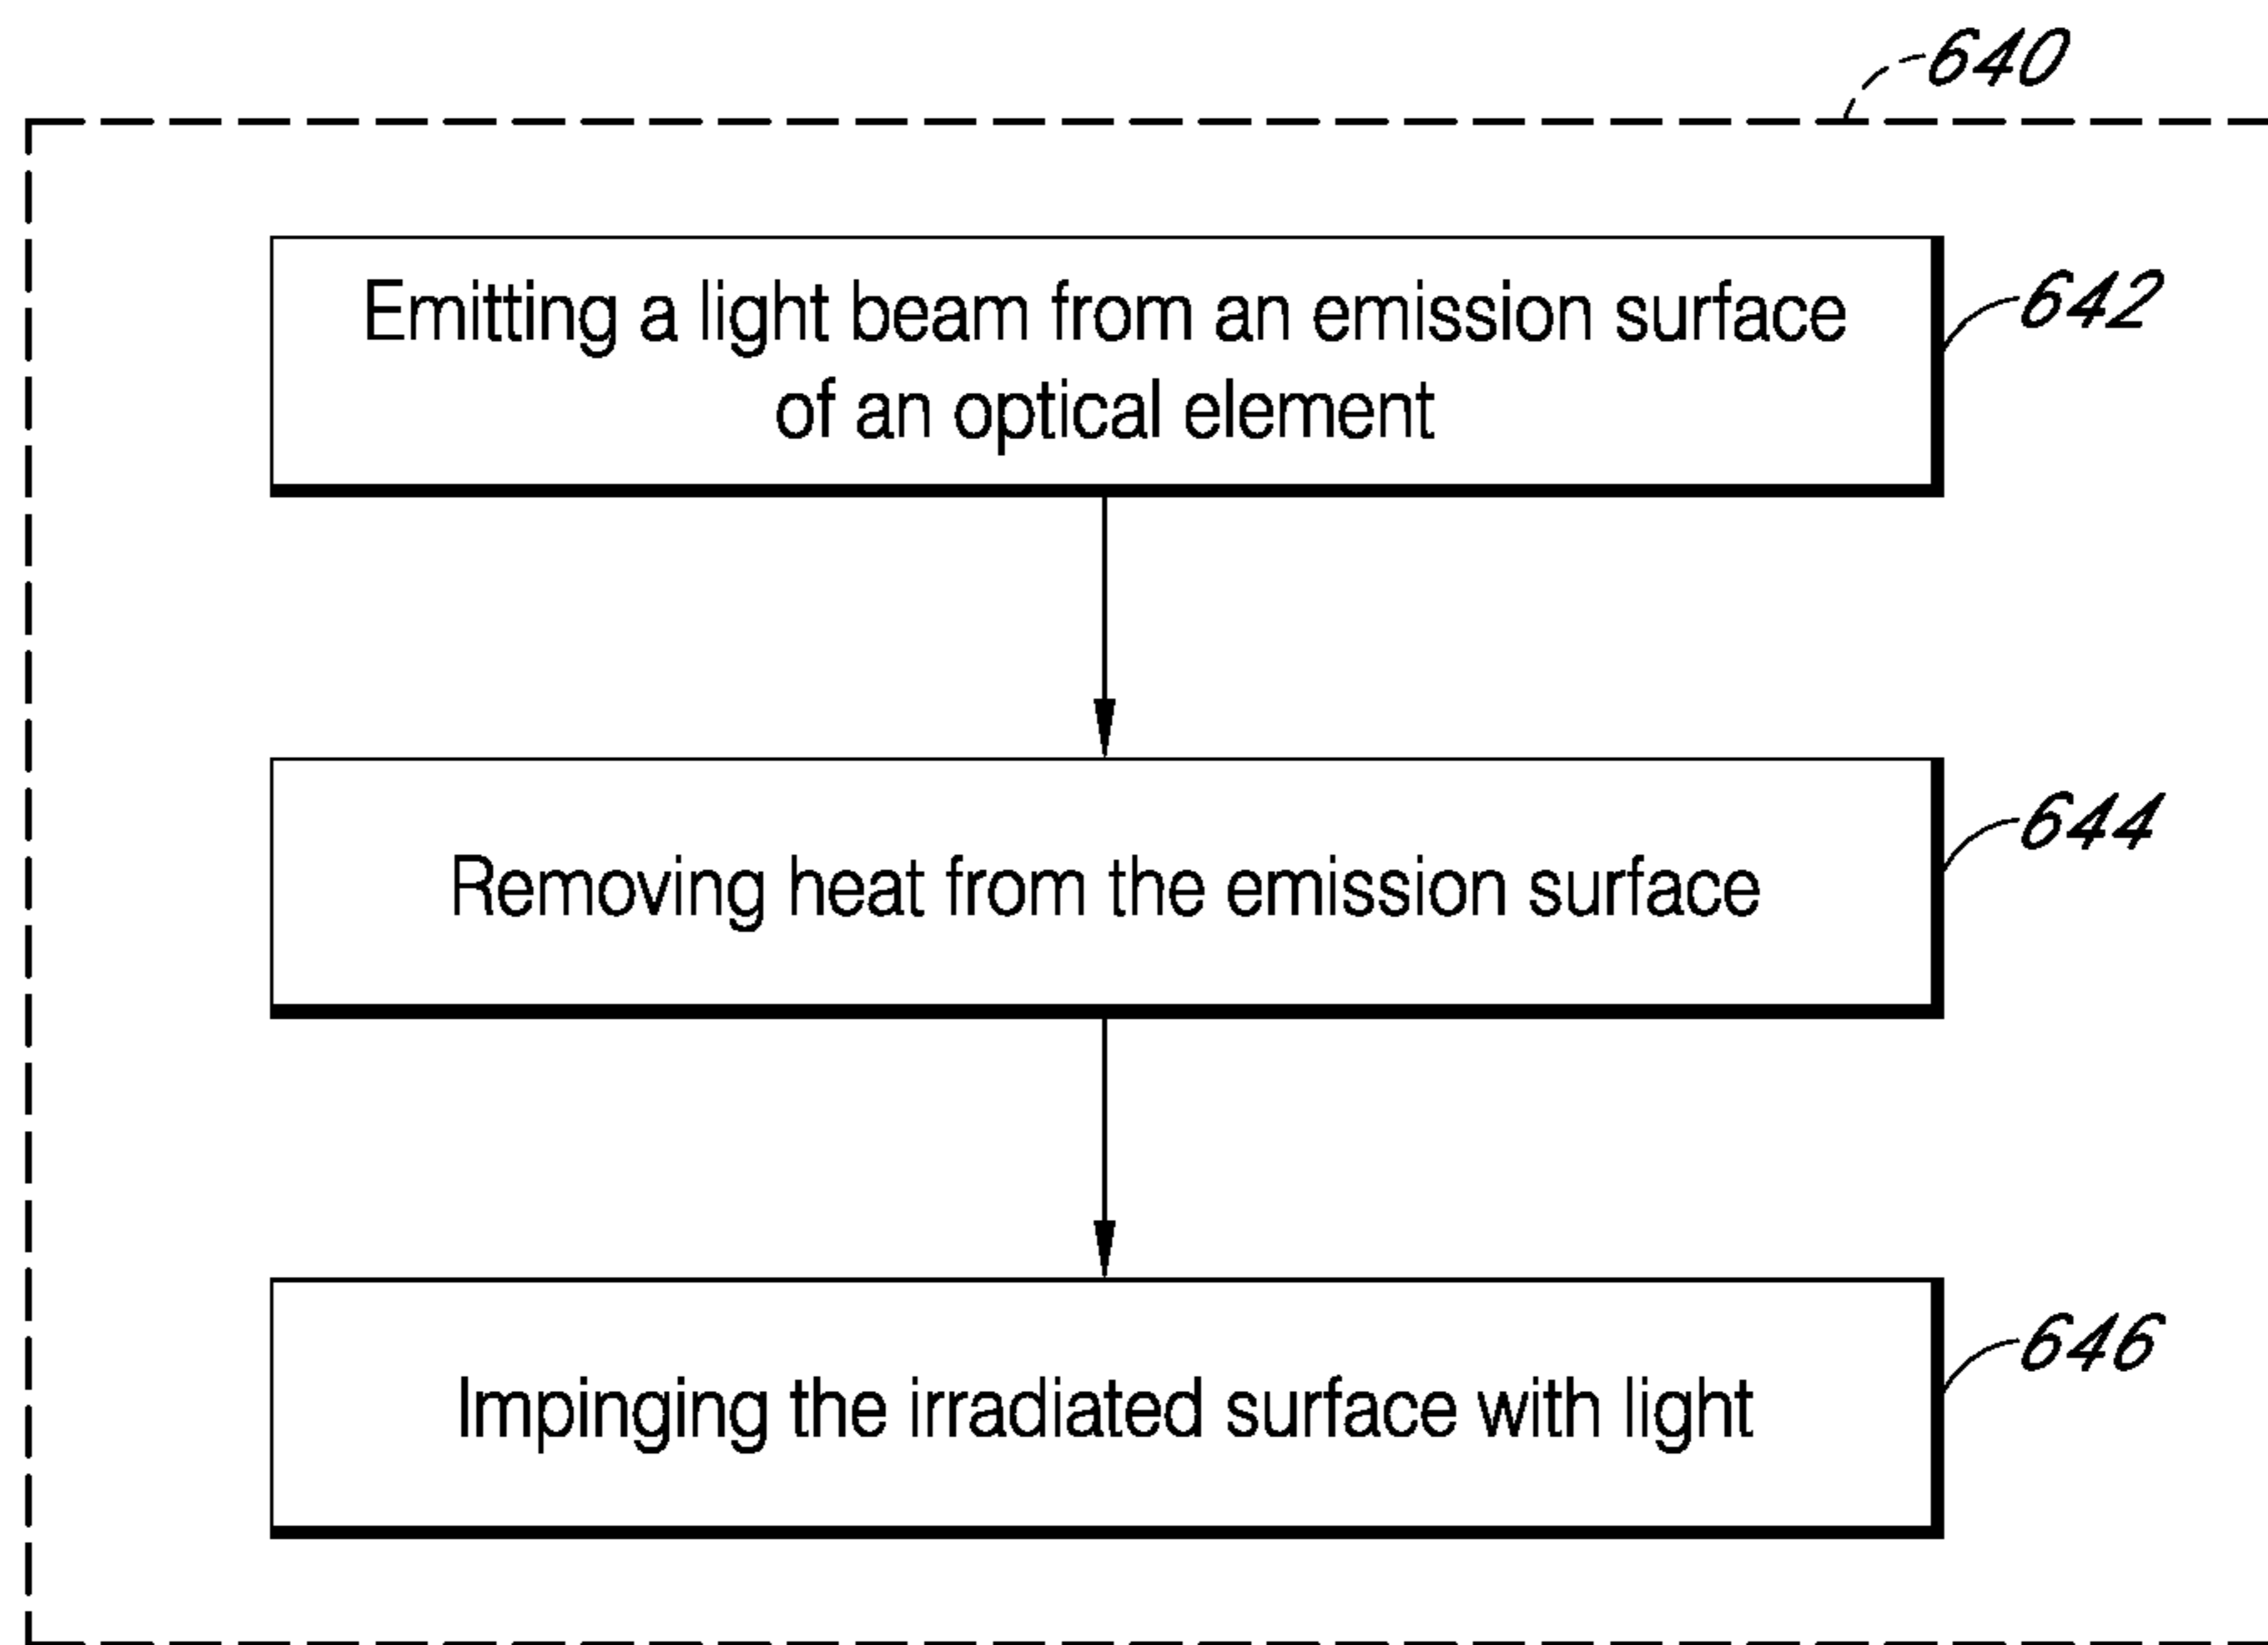 640
Emitting a light beam from an emission surface
of an optical element
642
Removing heat from the emission surface
644
Impinging the irradiated surface with light
646